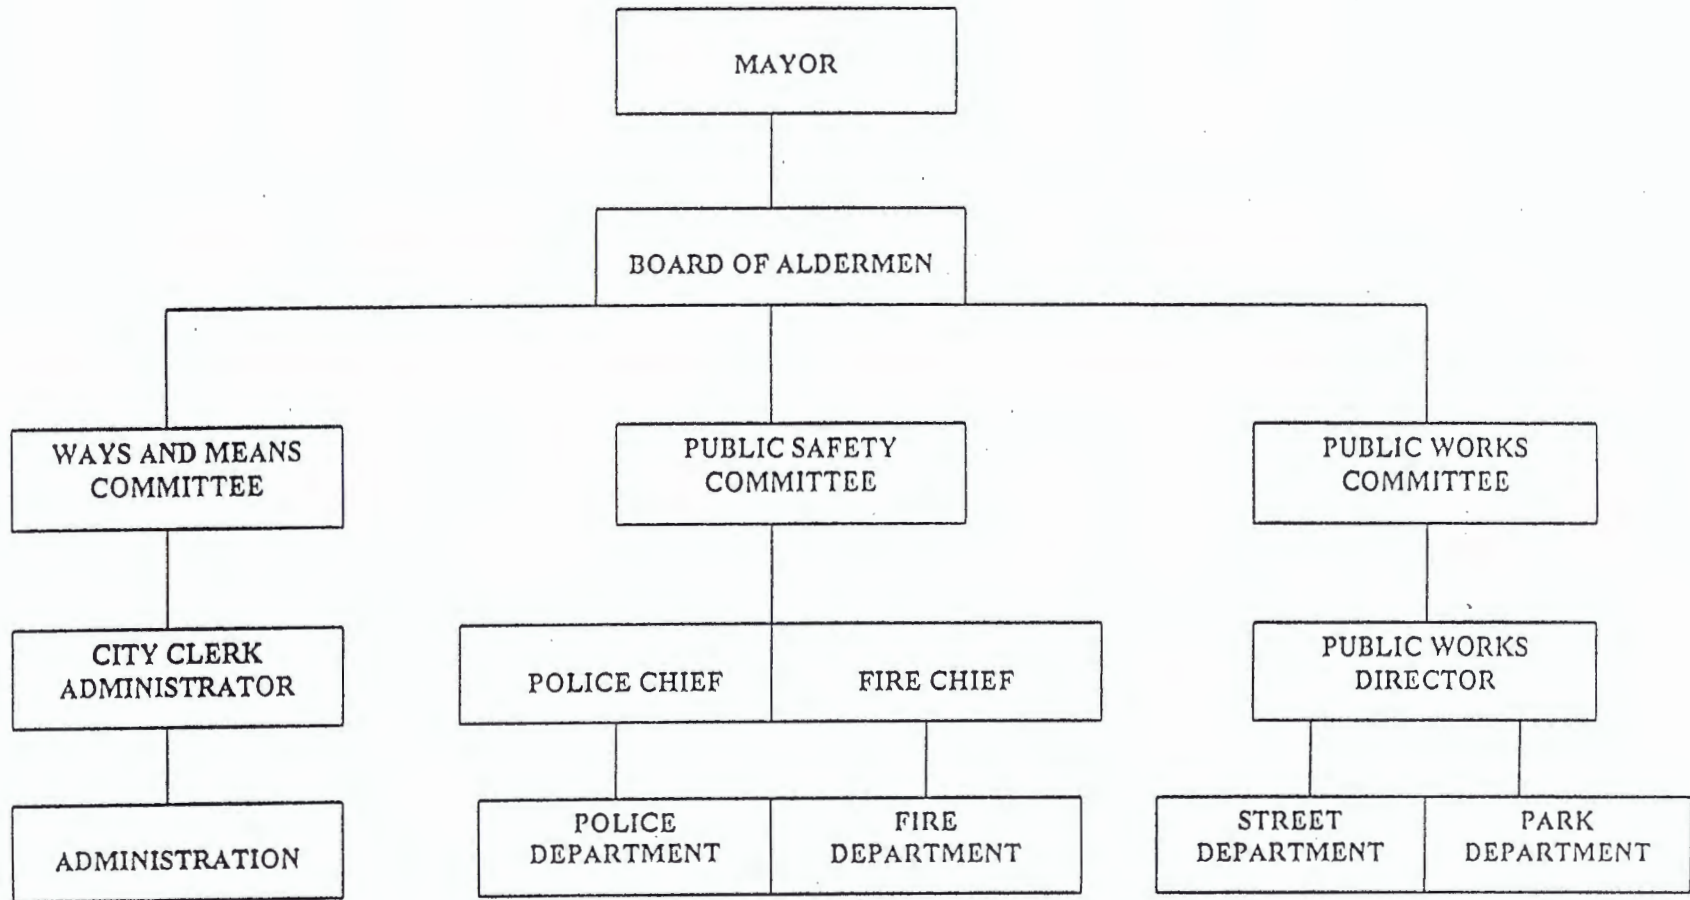 MAYOR
BOARD OF ALDERMEN
WAYS AND MEANS
COMMITTEE
PUBLIC SAFETY
COMMITTEE
PUBLIC WORKS
COMMITTEE
CITY CLERK
ADMINISTRATOR
POLICE CHIEF
FIRE CHIEF
PUBLIC WORKS
DIRECTOR
ADMINISTRATION
POLICE
DEPARTMENT
FIRE
DEPARTMENT
STREET
DEPARTMENT
PARK
DEPARTMENT